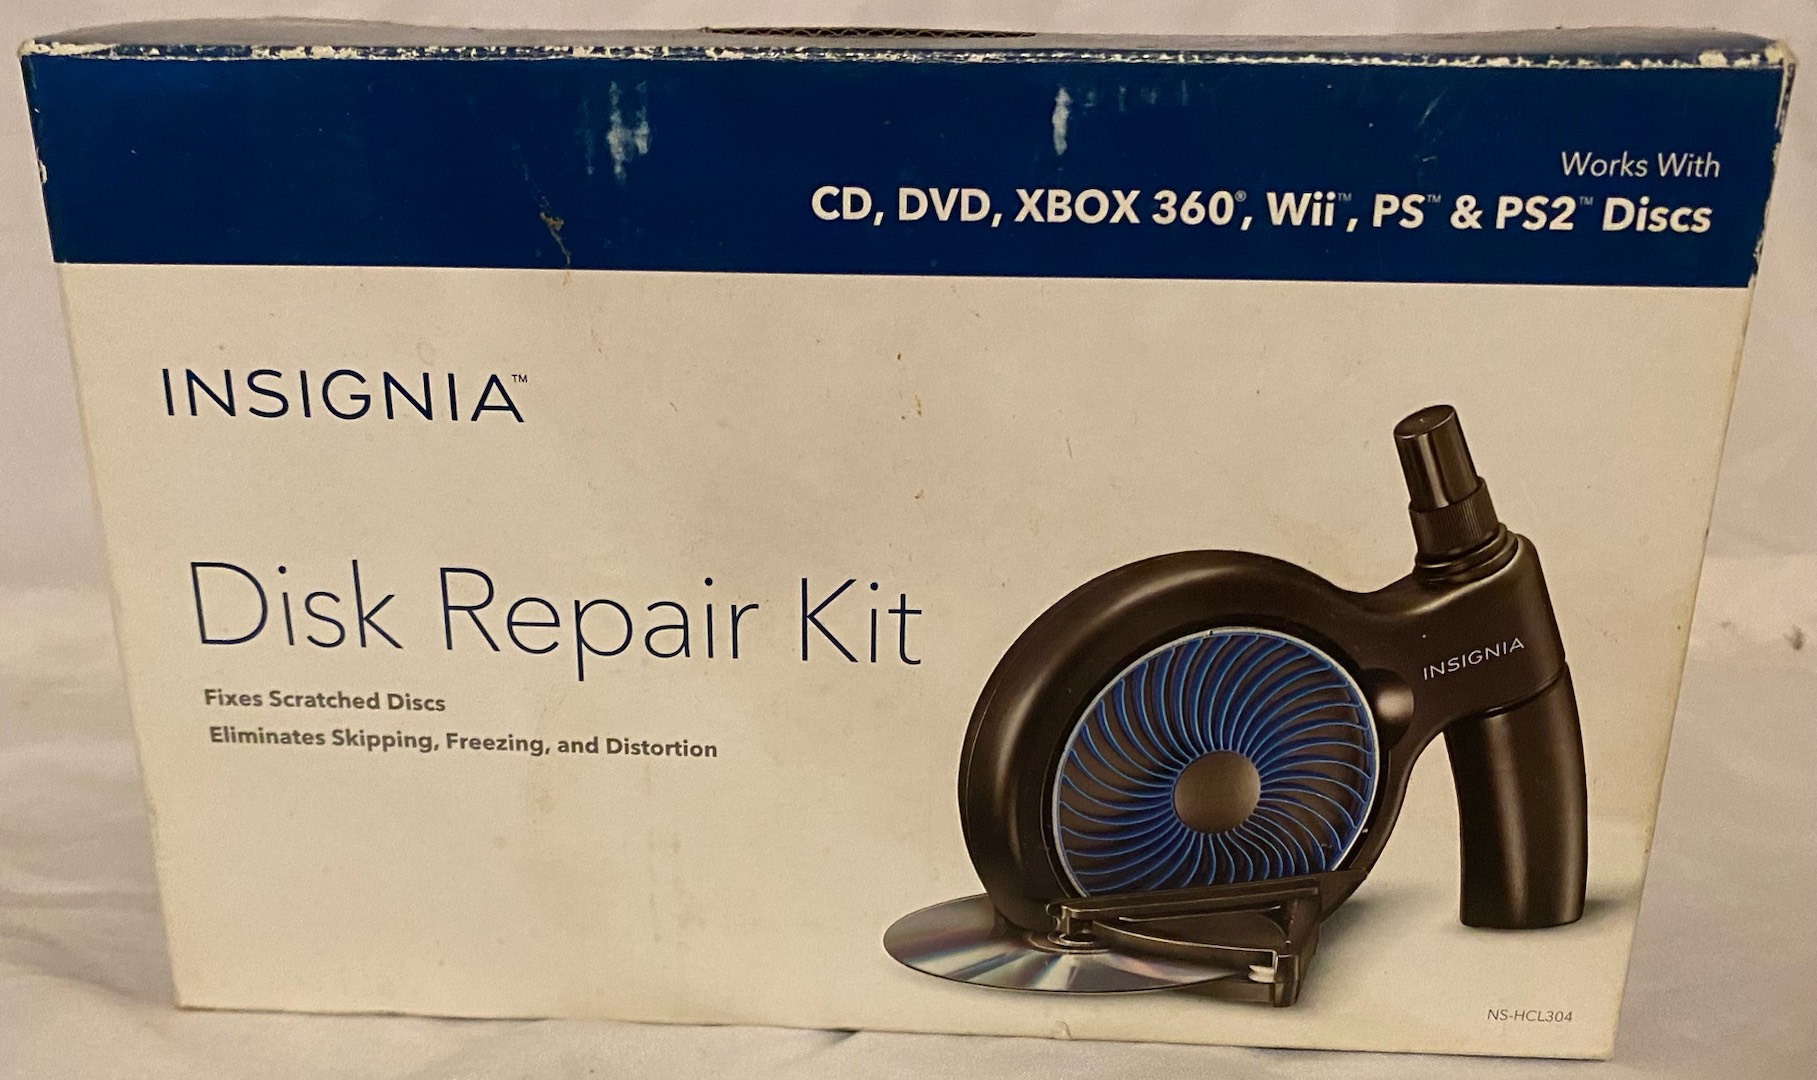 Works With
CD, DVD, XBOX 360®, Wii™, PS™ & PS2™ Discs
INSIGNIA™
Disk Repair Kit
Fixes Scratched Discs
Eliminates Skipping, Freezing, and Distortion
INSIGNIA
NS-HCL304